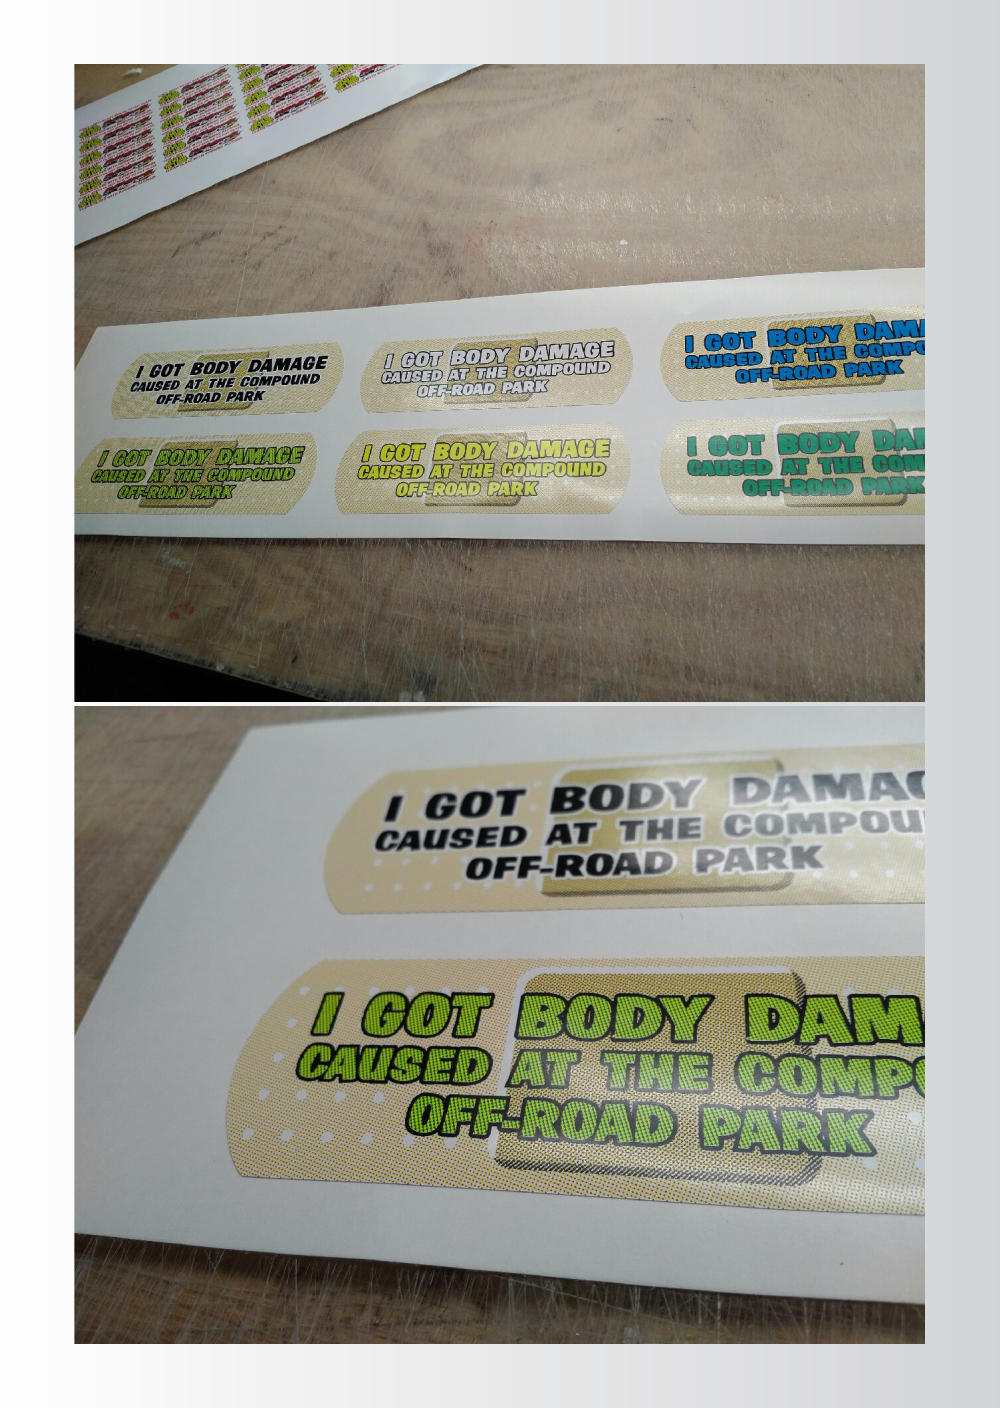 I GOT BODY DAMAGE
CAUSED AT THE COMPOUND
OFF-ROAD PARK
I GOT BODY DAMAGE
CAUSED AT THE COMPOUND
OFF-ROAD PARK
I GOT BODY DAMA
CAUSED AT THE COMPO
OFF-ROAD PARK
I GOT BODY DAMAGE
CAUSED AT THE COMPOUND
OFF-ROAD PARK
I GOT BODY DAMAGE
CAUSED AT THE COMPOUND
OFF-ROAD PARK
I GOT BODY DAM
CAUSED AT THE COM
OFF-ROAD PARK
I GOT BODY DAMAG
CAUSED AT THE COMPOU
OFF-ROAD PARK
I GOT BODY DAM
CAUSED AT THE COMPO
OFF-ROAD PARK